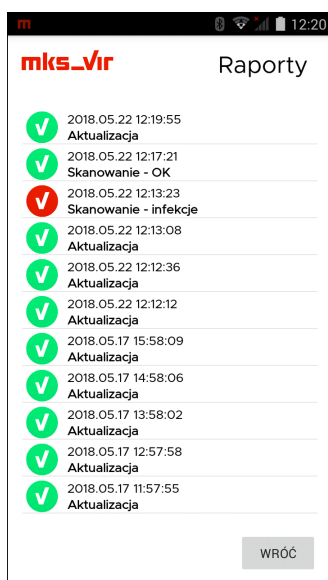 m
12:20
mks_vir
Raporty
2018.05.22 12:19:55
Aktualizacja
2018.05.22 12:17:21
Skanowanie - OK
2018.05.22 12:13:23
Skanowanie - infekcje
2018.05.22 12:13:08
Aktualizacja
2018.05.22 12:12:36
Aktualizacja
2018.05.22 12:12:12
Aktualizacja
2018.05.17 15:58:09
Aktualizacja
2018.05.17 14:58:06
Aktualizacja
2018.05.17 13:58:02
Aktualizacja
2018.05.17 12:57:58
Aktualizacja
2018.05.17 11:57:55
Aktualizacja
WRÓĆ